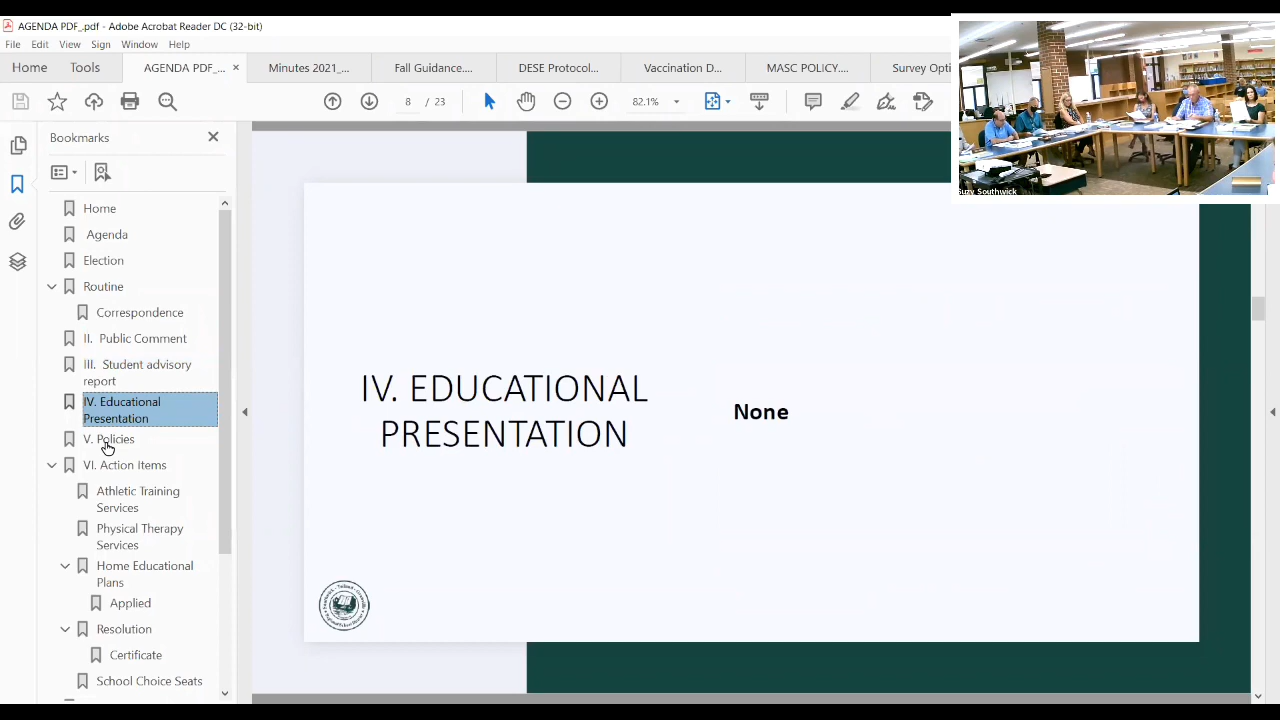 AGENDA PDF_.pdf - Adobe Acrobat Reader DC (32-bit)
File Edit View Sign Window Help
Home Tools AGENDA PDF_... × Minutes 2021_... Fall Guidance.... DESE Protocol... Vaccination D... MASC POLICY.... Survey Opti
8 / 23 82.1%
Bookmarks
Home
Agenda
Election
Routine
Correspondence
II. Public Comment
III. Student advisory
report
IV. Educational
Presentation
V. Policies
VI. Action Items
Athletic Training
Services
Physical Therapy
Services
Home Educational
Plans
Applied
Resolution
Certificate
School Choice Seats
IV. EDUCATIONAL
PRESENTATION
None
Suzy Southwick